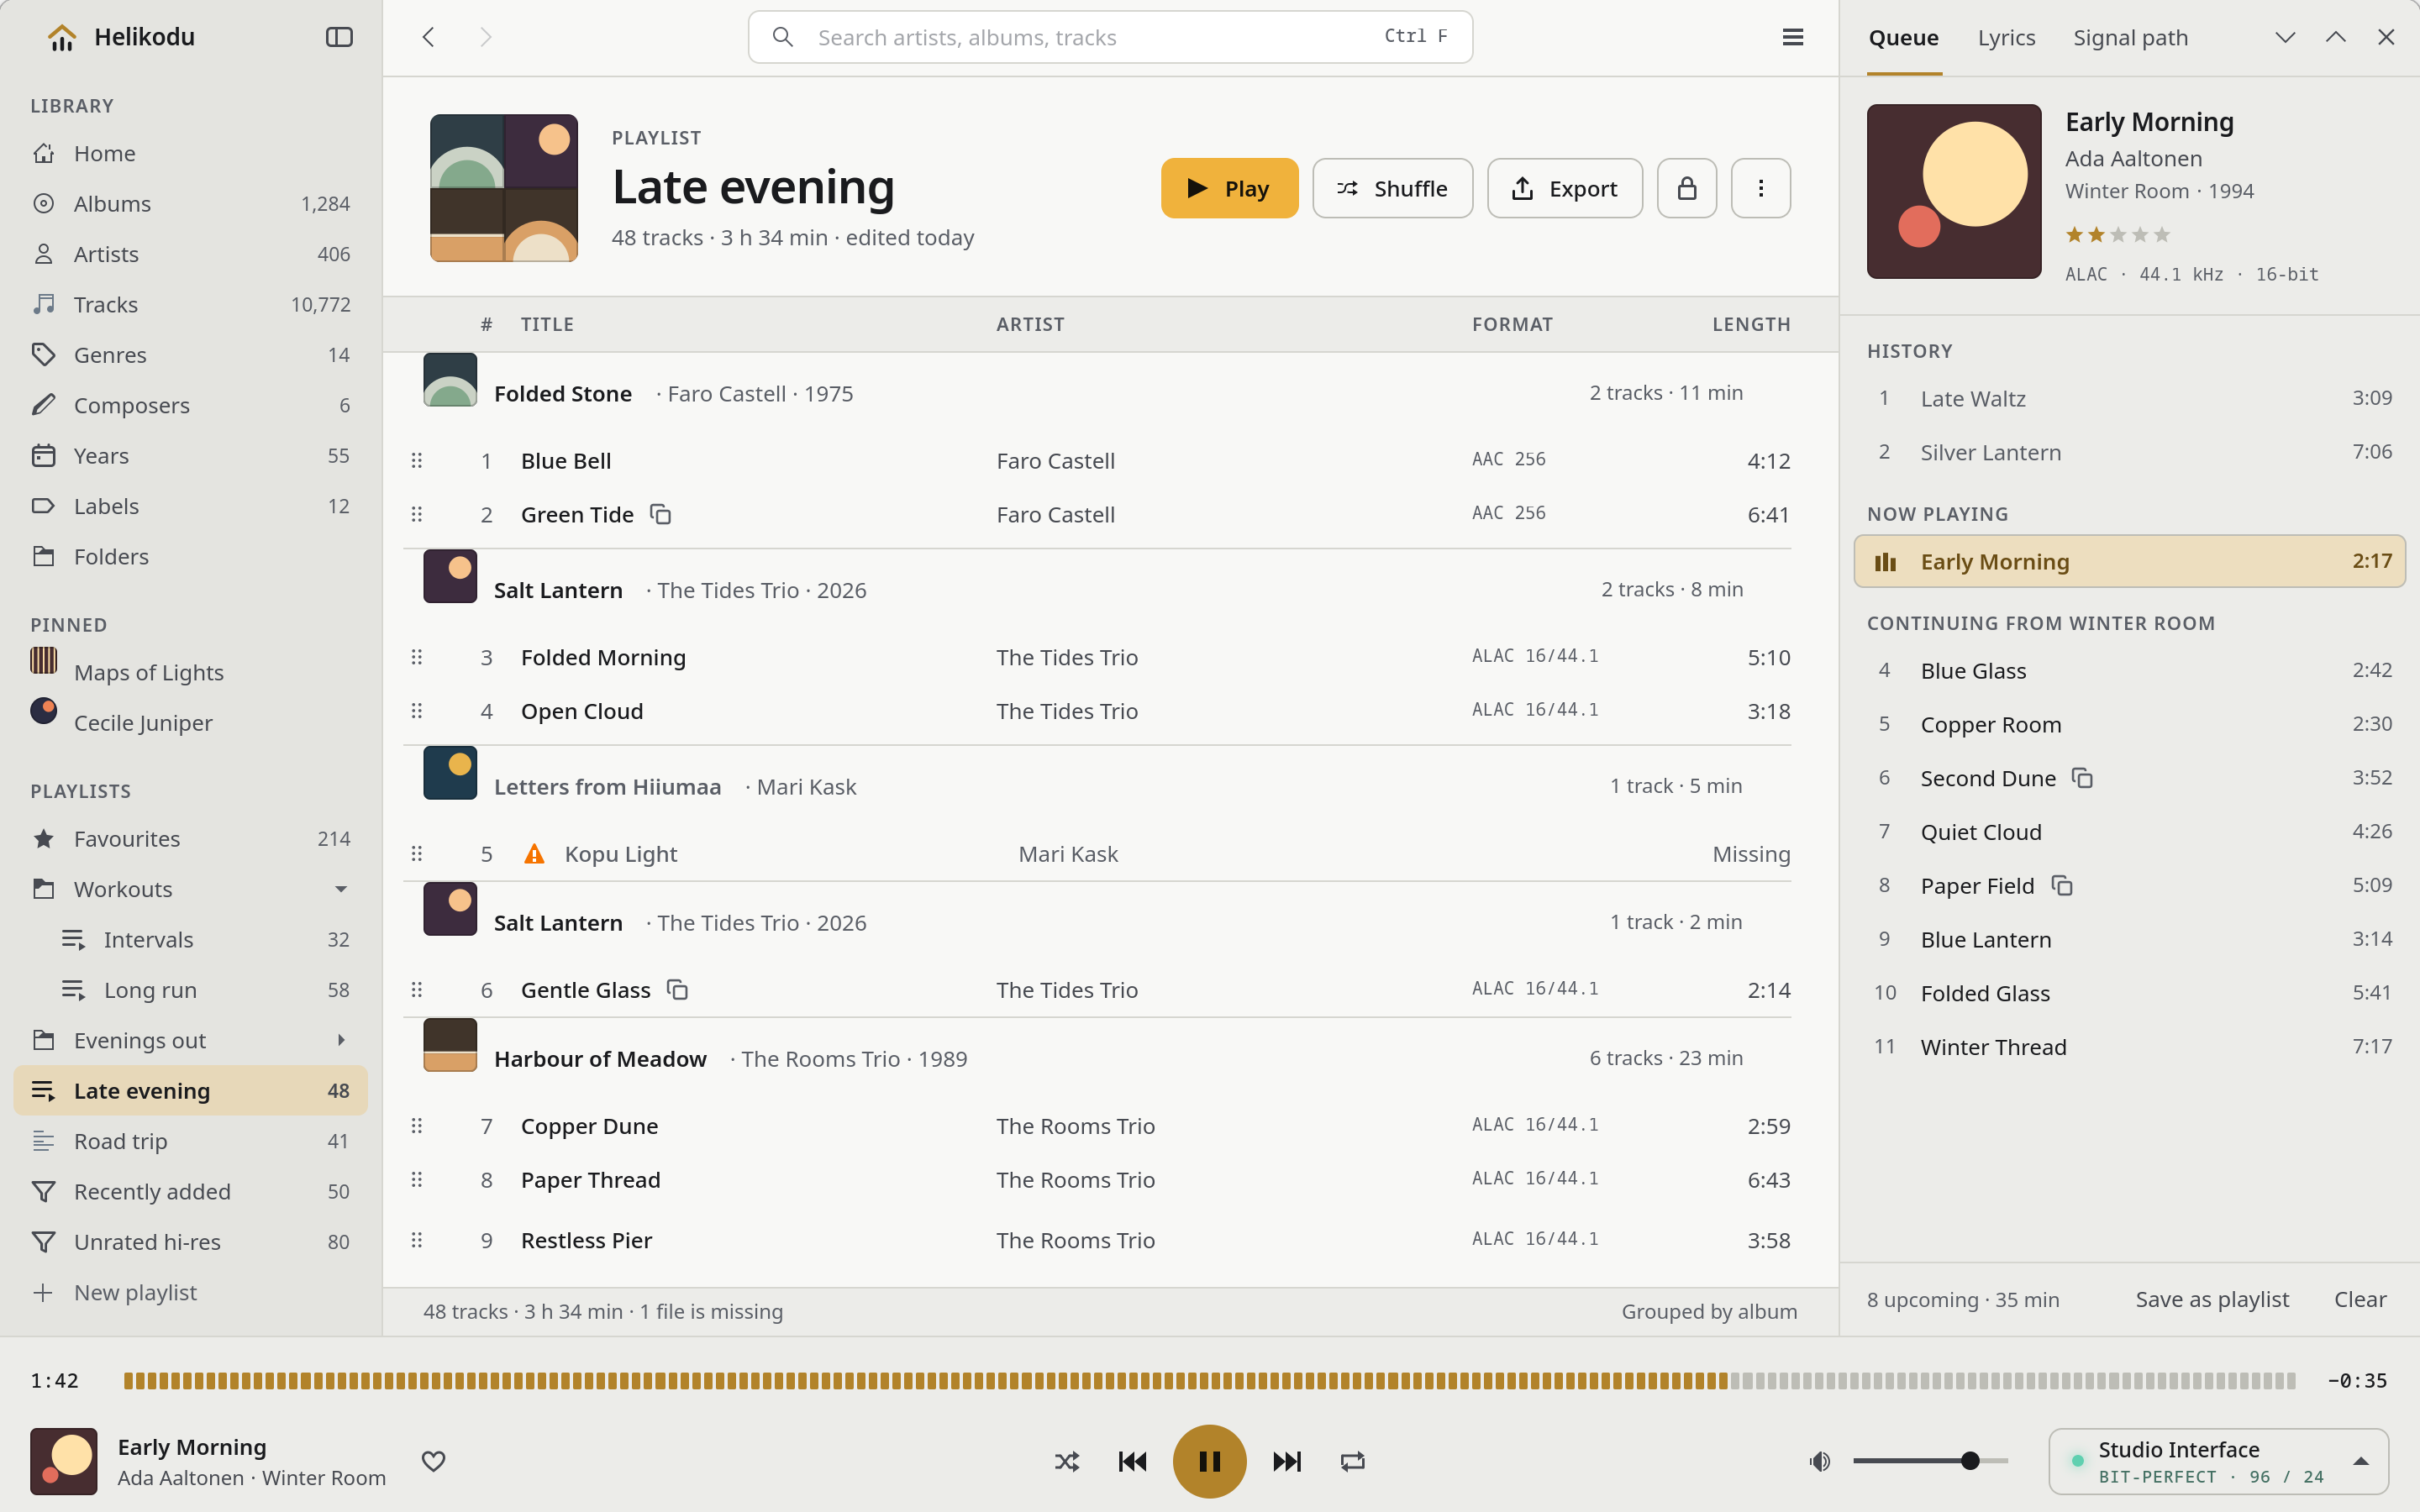 Helikodu
LIBRARY
Home
Albums 1,284
Artists 406
Tracks 10,772
Genres 14
Composers 6
Years 55
Labels 12
Folders
PINNED
Maps of Lights
Cecile Juniper
PLAYLISTS
Favourites 214
Workouts
Intervals 32
Long run 58
Evenings out
Late evening 48
Road trip 41
Recently added 50
Unrated hi-res 80
New playlist
Search artists, albums, tracks Ctrl F
PLAYLIST
Late evening
48 tracks · 3 h 34 min · edited today
Play Shuffle Export
# TITLE ARTIST FORMAT LENGTH
Folded Stone · Faro Castell · 1975 2 tracks · 11 min
1 Blue Bell Faro Castell AAC 256 4:12
2 Green Tide Faro Castell AAC 256 6:41
Salt Lantern · The Tides Trio · 2026 2 tracks · 8 min
3 Folded Morning The Tides Trio ALAC 16/44.1 5:10
4 Open Cloud The Tides Trio ALAC 16/44.1 3:18
Letters from Hiiumaa · Mari Kask 1 track · 5 min
5 Kopu Light Mari Kask Missing
Salt Lantern · The Tides Trio · 2026 1 track · 2 min
6 Gentle Glass The Tides Trio ALAC 16/44.1 2:14
Harbour of Meadow · The Rooms Trio · 1989 6 tracks · 23 min
7 Copper Dune The Rooms Trio ALAC 16/44.1 2:59
8 Paper Thread The Rooms Trio ALAC 16/44.1 6:43
9 Restless Pier The Rooms Trio ALAC 16/44.1 3:58
48 tracks · 3 h 34 min · 1 file is missing Grouped by album
Queue Lyrics Signal path
Early Morning
Ada Aaltonen
Winter Room · 1994
ALAC · 44.1 kHz · 16-bit
HISTORY
1 Late Waltz 3:09
2 Silver Lantern 7:06
NOW PLAYING
Early Morning 2:17
CONTINUING FROM WINTER ROOM
4 Blue Glass 2:42
5 Copper Room 2:30
6 Second Dune 3:52
7 Quiet Cloud 4:26
8 Paper Field 5:09
9 Blue Lantern 3:14
10 Folded Glass 5:41
11 Winter Thread 7:17
8 upcoming · 35 min Save as playlist Clear
1:42 −0:35
Early Morning
Ada Aaltonen · Winter Room
Studio Interface
BIT-PERFECT · 96 / 24